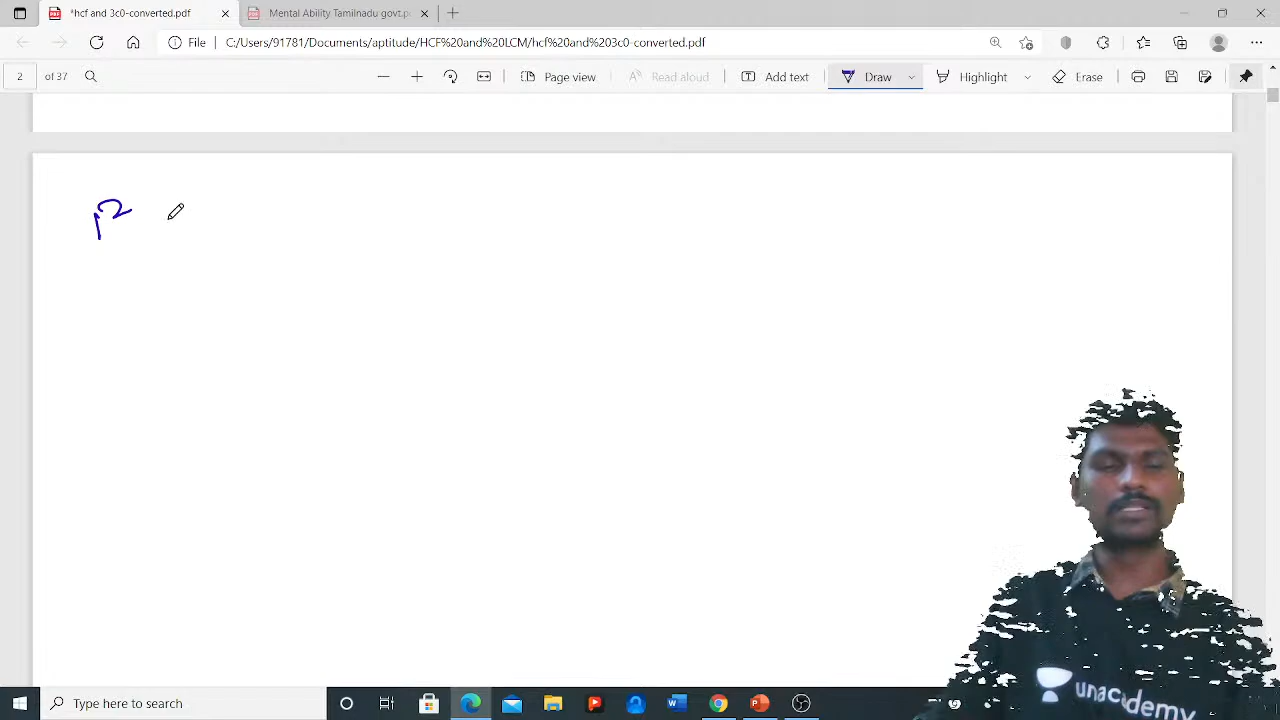 *hcf and 3c0-converted.pdf
Mental Ability Tamilnadu govt.p
File C:/Users/91781/Documents/aptitude/HCF%20and%20LCM/hcf%20and%203c0-converted.pdf
2 of 37 Page view Read aloud Add text Draw Highlight Erase
unacademy
Type here to search